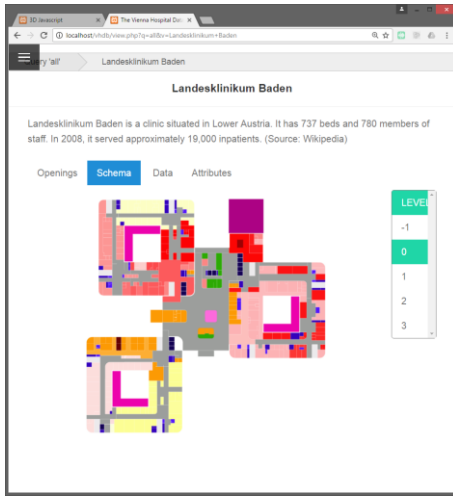 3D Javascript
The Vienna Hospital Dat
localhost/vhdb/view.php?q=all&v=Landesklinikum+Baden
uery 'all'
Landesklinikum Baden
Landesklinikum Baden
Landesklinikum Baden is a clinic situated in Lower Austria. It has 737 beds and 780 members of
staff. In 2008, it served approximately 19,000 inpatients. (Source: Wikipedia)
Openings Schema Data Attributes
LEVEL
-1
0
1
2
3